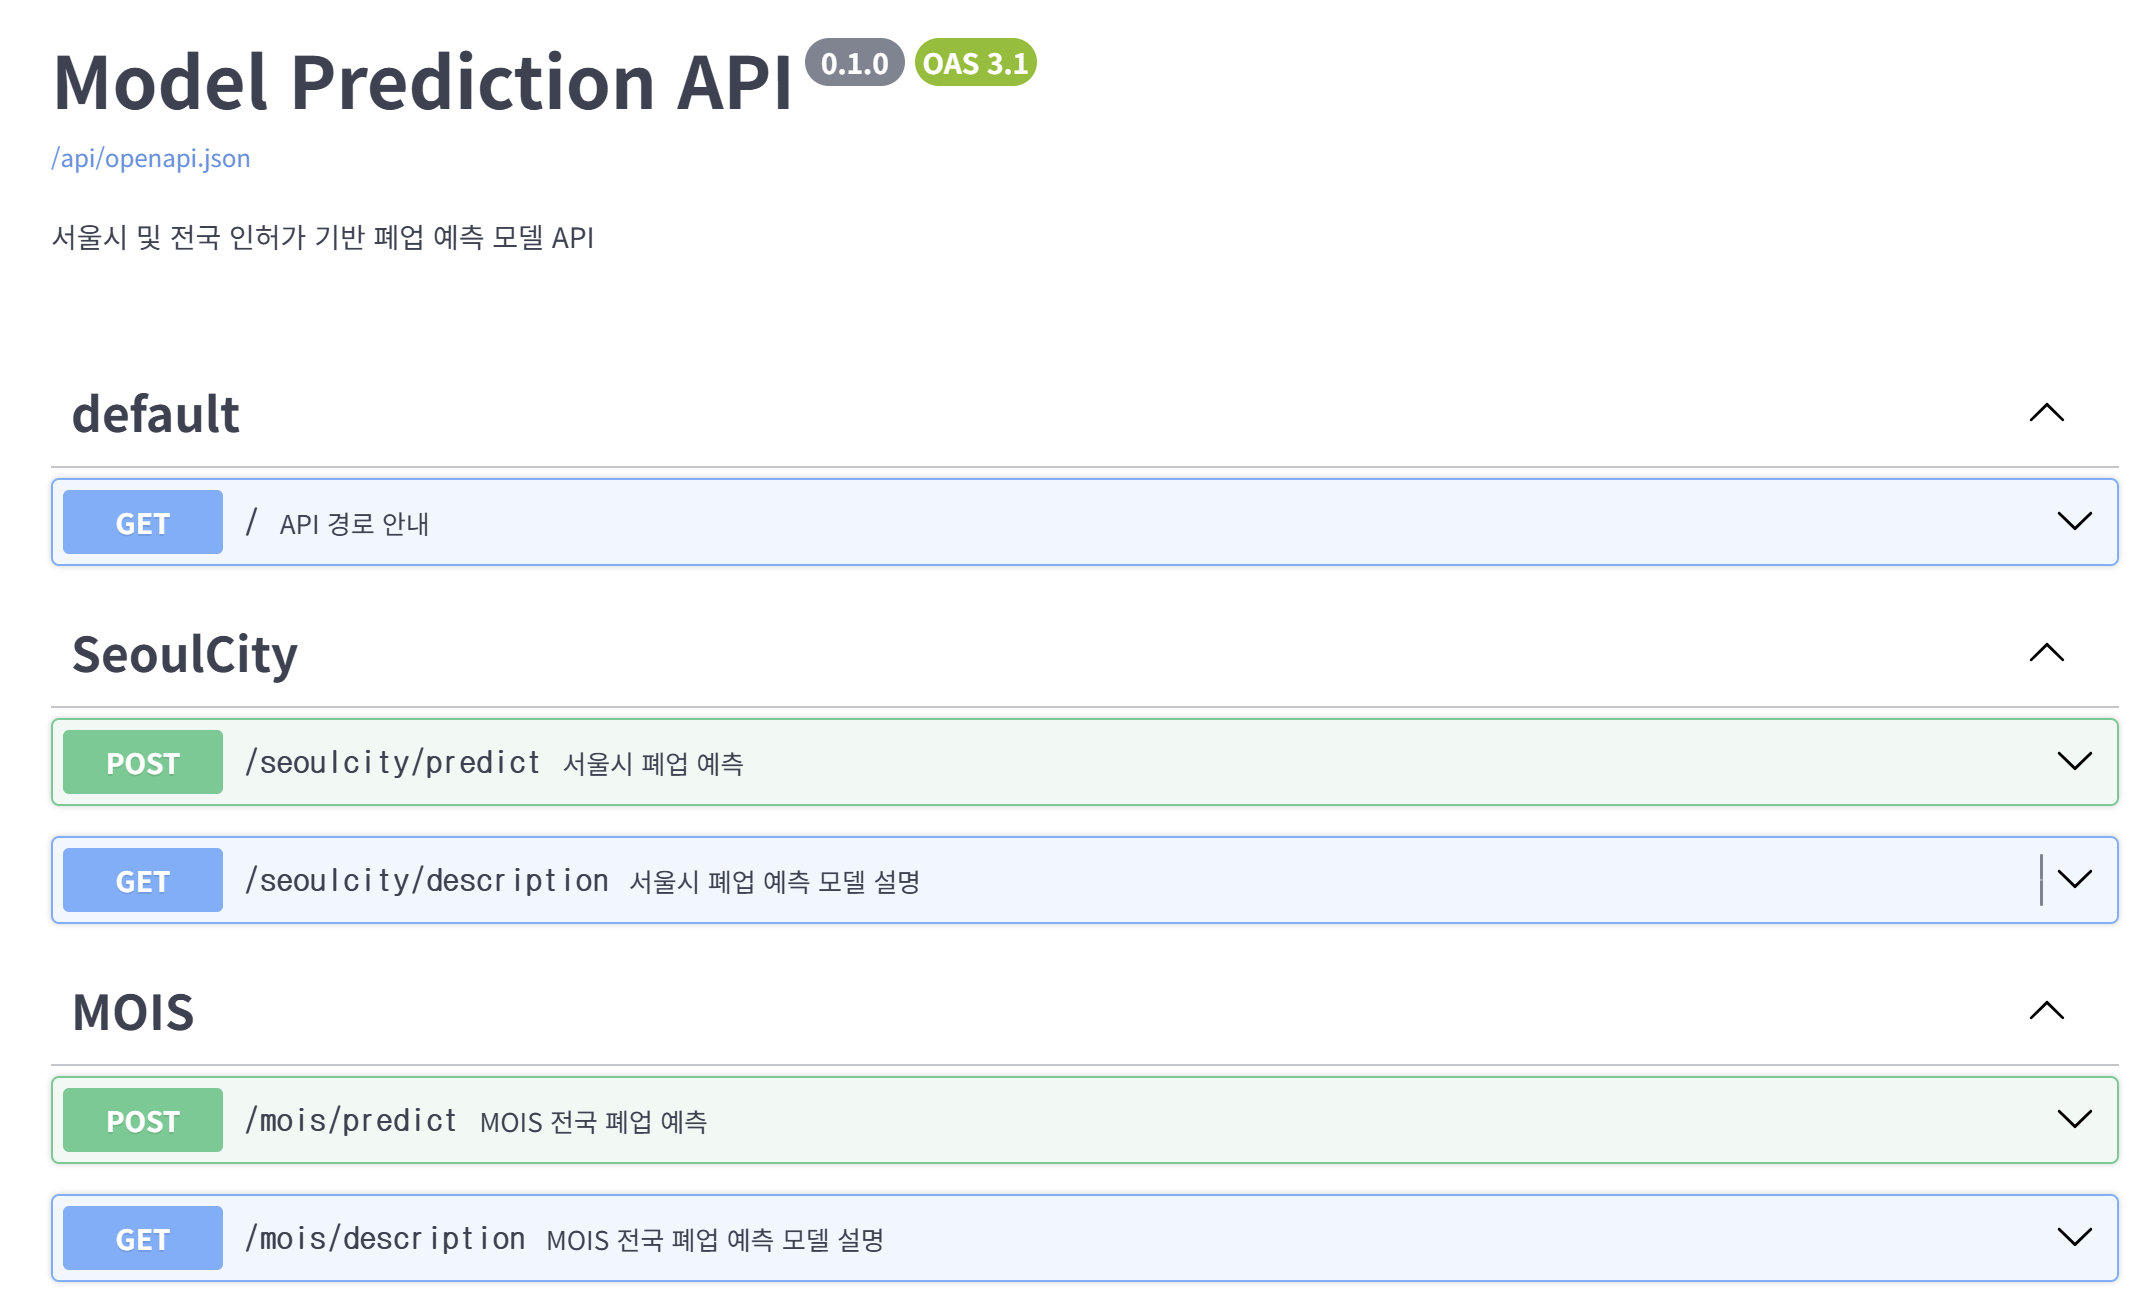 Model Prediction API 0.1.0 OAS 3.1
/api/openapi.json
서울시 및 전국 인허가 기반 폐업 예측 모델 API
default
GET / API 경로 안내
SeoulCity
POST /seoulcity/predict 서울시 폐업 예측
GET /seoulcity/description 서울시 폐업 예측 모델 설명
MOIS
POST /mois/predict MOIS 전국 폐업 예측
GET /mois/description MOIS 전국 폐업 예측 모델 설명